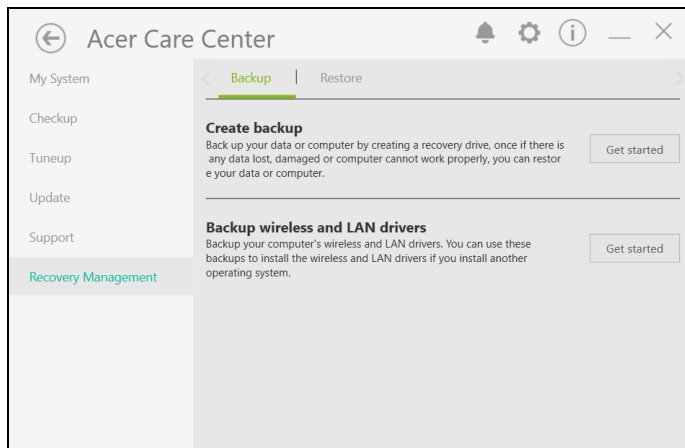 Acer Care Center
My System
Checkup
Tuneup
Update
Support
Recovery Management
Backup | Restore
Create backup
Back up your data or computer by creating a recovery drive, once if there is
any data lost, damaged or computer cannot work properly, you can restor
e your data or computer.
Get started
Backup wireless and LAN drivers
Backup your computer's wireless and LAN drivers. You can use these
backups to install the wireless and LAN drivers if you install another
operating system.
Get started